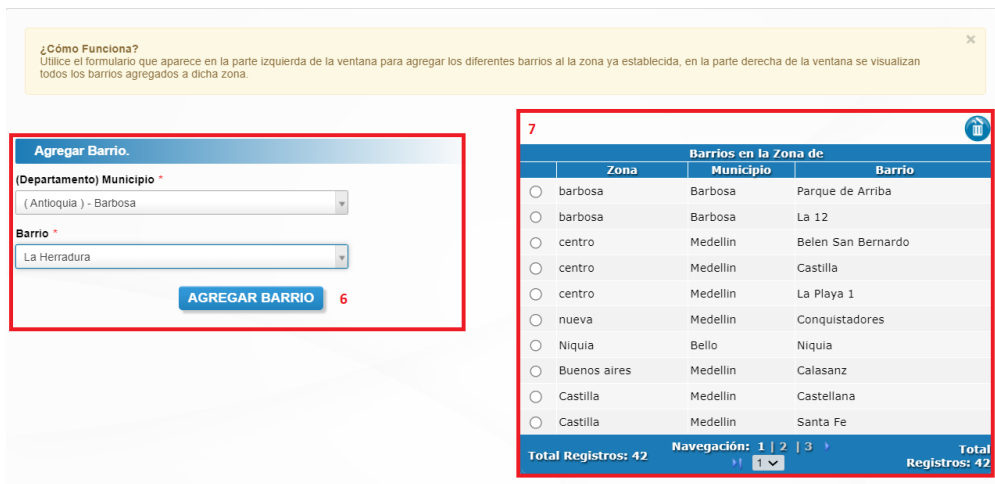 ¿Cómo Funciona?
Utilice el formulario que aparece en la parte izquierda de la ventana para agregar los diferentes barrios al la zona ya establecida, en la parte derecha de la ventana se visualizan
todos los barrios agregados a dicha zona.
×
Agregar Barrio.
(Departamento) Municipio *
( Antioquia ) - Barbosa
Barrio *
La Herradura
AGREGAR BARRIO 6
7
Barrios en la Zona de
Zona Municipio Barrio
barbosa Barbosa Parque de Arriba
barbosa Barbosa La 12
centro Medellin Belen San Bernardo
centro Medellin Castilla
centro Medellin La Playa 1
nueva Medellin Conquistadores
Niquia Bello Niquia
Buenos aires Medellin Calasanz
Castilla Medellin Castellana
Castilla Medellin Santa Fe
Total Registros: 42
Navegación: 1 | 2 | 3
1
Total
Registros: 42